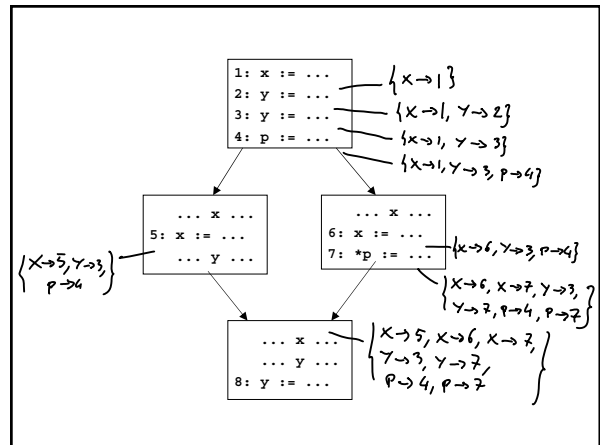 1: x := ...
2: y := ...
3: y := ...
4: p := ...
{X→1}
{X→1, Y→2}
{X→1, Y→3}
{X→1, Y→3, P→4}
... x ...
5: x := ...
... y ...
{X→5, Y→3,
P→4}
... x ...
6: x := ...
7: *p := ...
{X→6, Y→3, P→4}
{X→6, X→7, Y→3,
Y→7, P→4, P→7}
... x ...
... y ...
8: y := ...
{X→5, X→6, X→7,
Y→3, Y→7,
P→4, P→7}